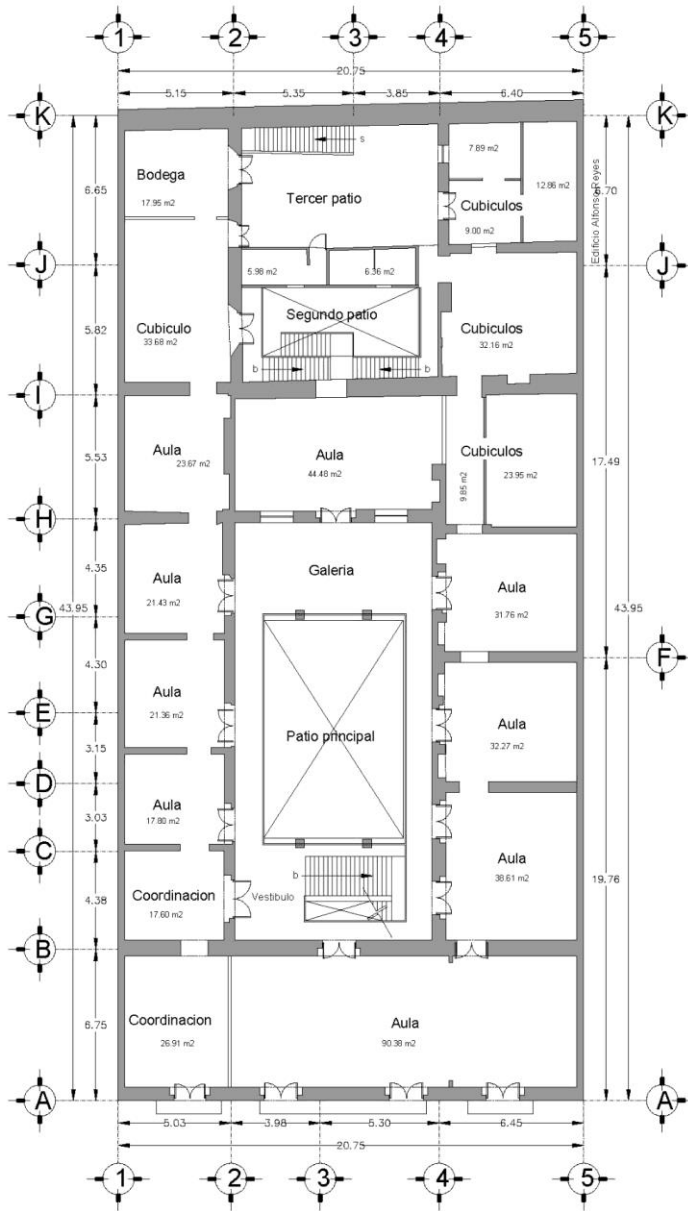 1 2 3 4 5
20.75
5.15 5.35 3.85 6.40
K K
s
7.89 m2
Bodega
17.95 m2
Tercer patio
12.86 m2
6.65
6.70
Cubiculos
9.00 m2
Edificio Alfonso Reyes
J J
5.98 m2
6.36 m2
Segundo patio
5.82
Cubiculo
33.68 m2
Cubiculos
32.16 m2
b b
I
Aula
23.67 m2
Aula
44.48 m2
Cubiculos
9.85 m2
23.95 m2
5.53
17.49
H
4.35
Galeria
Aula
21.43 m2
Aula
31.76 m2
43.95
43.95
G
4.30
F
Aula
21.36 m2
E
Aula
32.27 m2
Patio principal
3.15
D
Aula
17.80 m2
3.03
C
Aula
38.61 m2
b
19.76
Coordinacion
17.60 m2
Vestibulo
4.38
B
Coordinacion
26.91 m2
Aula
90.38 m2
6.75
A A
5.03 3.98 5.30 6.45
20.75
1 2 3 4 5